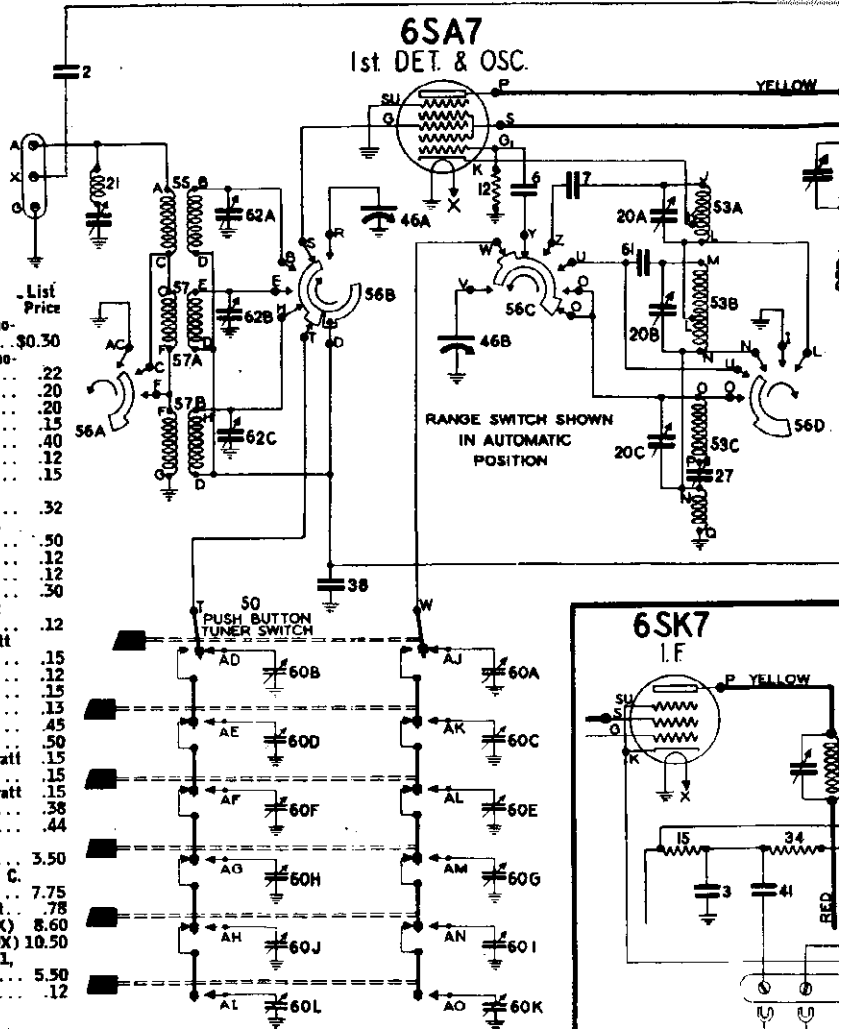 6SA7
1st. DET. & OSC.
2
P
YELLOW
SU
G
S
G1
K
12
X
6
7
A
X
G
21
A
55
B
62A
C
D
S
R
46A
B
E
H
T
D
56B
W
Y
Z
V
U
O
O
56C
46B
61
20A
53A
L
M
20B
53B
N
N
I
L
U
O
O
56D
20C
53C
P
27
N
Q
List
Price
$0.30
.22
.20
.20
.15
.40
.12
.15
.32
.50
.12
.12
.30
.12
.15
.12
.15
.13
.45
.50
att .15
.15
att .15
.38
.44
3.50
C.
7.75
.78
X) 8.60
X) 10.50
1,
5.50
.12
AC
C
F
56A
57
E
62B
F
57A
D
F
57B
H
62C
G
D
RANGE SWITCH SHOWN
IN AUTOMATIC
POSITION
38
T
50
PUSH BUTTON
TUNER SWITCH
W
AD
60B
AJ
60A
AE
60D
AK
60C
AF
60F
AL
60E
AG
60H
AM
60G
AH
60J
AN
60I
AI
60L
AO
60K
6SK7
I.F.
P YELLOW
SU
S
G
K
X
15
34
3
41
RED